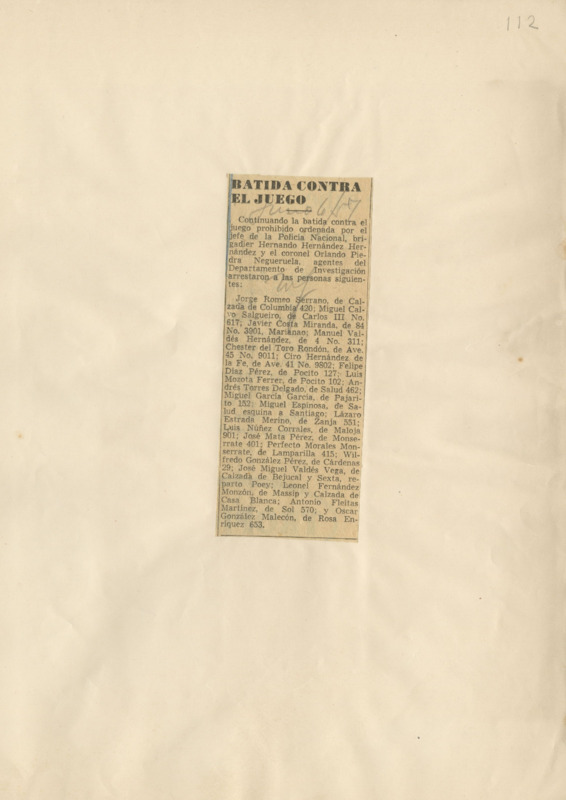 112
BATIDA CONTRA
EL JUEGO
Junio 6/57
Continuando la batida contra el
juego prohibido ordenada por el
jefe de la Policía Nacional, bri-
gadier Hernando Hernández Her-
nández y el coronel Orlando Pie-
dra Negueruela, agentes del
Departamento de Investigación
arrestaron a las personas siguien-
tes:
Jorge Romeo Serrano, de Cal-
zada de Columbia 420; Miguel Cal-
vo Salgueiro, de Carlos III No.
617; Javier Costa Miranda, de 84
No. 3901, Marianao; Manuel Val-
dés Hernández, de 4 No. 311;
Chester del Toro Rondón, de Ave.
45 No. 9011; Ciro Hernández de
la Fe, de Ave. 41 No. 9802; Felipe
Díaz Pérez, de Pocito 127; Luis
Mozota Ferrer, de Pocito 102; An-
drés Torres Delgado, de Salud 462;
Miguel García García, de Pajari-
to 152; Miguel Espinosa, de Sa-
lud esquina a Santiago; Lázaro
Estrada Merino, de Zanja 551;
Luis Núñez Corrales, de Maloja
901; José Mata Pérez, de Monse-
rrate 401; Perfecto Morales Mon-
serrate, de Lamparilla 415; Wil-
fredo González Pérez, de Cárdenas
29; José Miguel Valdés Vega, de
Calzada de Bejucal y Sexta, re-
parto Poey; Leonel Fernández
Monzón, de Massip y Calzada de
Casa Blanca; Antonio Fleitas
Martínez, de Sol 570; y Oscar
González Malecón, de Rosa En-
ríquez 653.